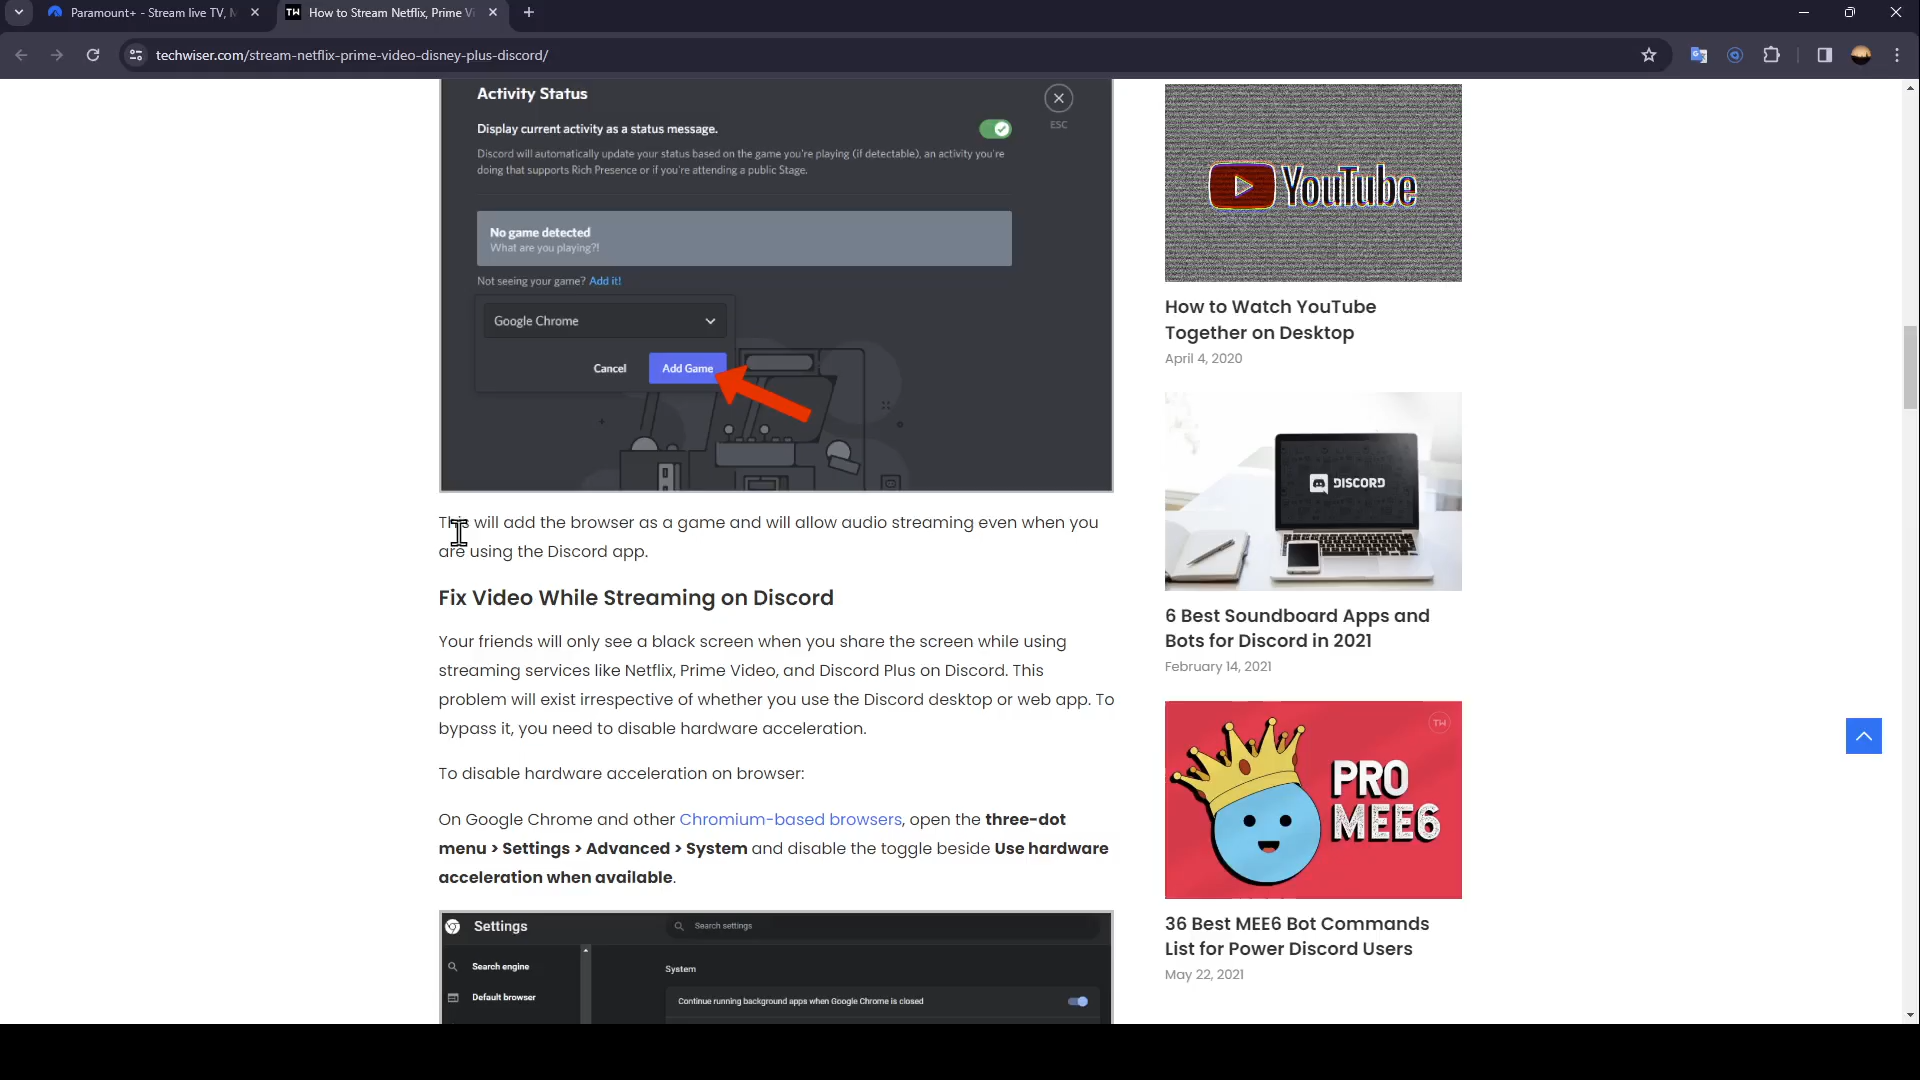 Paramount+ - Stream live TV, M
How to Stream Netflix, Prime Vi
techwiser.com/stream-netflix-prime-video-disney-plus-discord/
Activity Status
ESC
Display current activity as a status message.
Discord will automatically update your status based on the game you're playing (if detectable), an activity you're
doing that supports Rich Presence or if you're attending a public Stage.
No game detected
What are you playing?!
Not seeing your game? Add it!
Google Chrome
Cancel
Add Game
This will add the browser as a game and will allow audio streaming even when you
are using the Discord app.
Fix Video While Streaming on Discord
Your friends will only see a black screen when you share the screen while using
streaming services like Netflix, Prime Video, and Discord Plus on Discord. This
problem will exist irrespective of whether you use the Discord desktop or web app. To
bypass it, you need to disable hardware acceleration.
To disable hardware acceleration on browser:
On Google Chrome and other Chromium-based browsers, open the three-dot
menu > Settings > Advanced > System and disable the toggle beside Use hardware
acceleration when available.
Settings
Search settings
Search engine
System
Default browser
Continue running background apps when Google Chrome is closed
YouTube
How to Watch YouTube
Together on Desktop
April 4, 2020
DISCORD
6 Best Soundboard Apps and
Bots for Discord in 2021
February 14, 2021
TW
PRO
MEE6
36 Best MEE6 Bot Commands
List for Power Discord Users
May 22, 2021